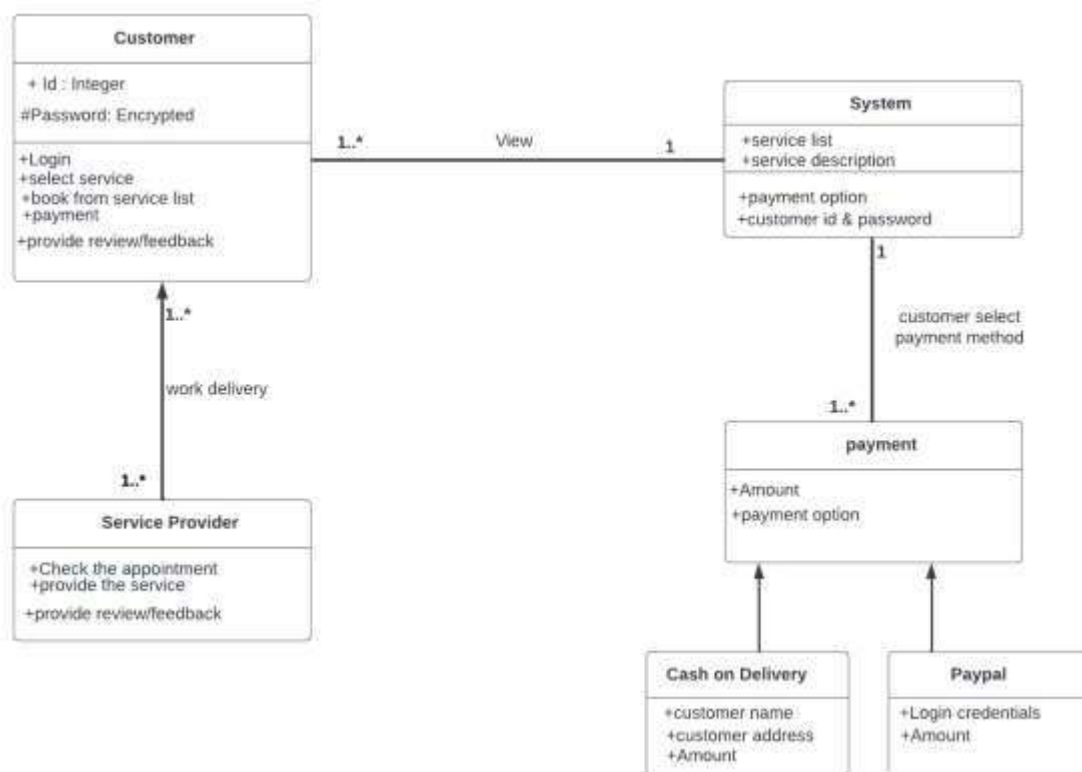 Customer
+ Id : Integer
#Password: Encrypted
+Login
+select service
+book from service list
+payment
+provide review/feedback
1..*
View
1
System
+service list
+service description
+payment option
+customer id & password
1
customer select
payment method
1..*
1..*
work delivery
1..*
Service Provider
+Check the appointment
+provide the service
+provide review/feedback
payment
+Amount
+payment option
Cash on Delivery
+customer name
+customer address
+Amount
Paypal
+Login credentials
+Amount